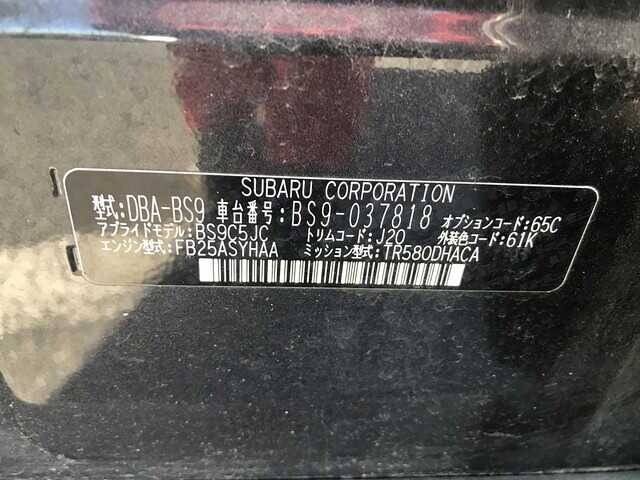 SUBARU CORPORATION
型式:DBA-BS9 車台番号:BS9-037818 オプションコード:65C
アプライドモデル:BS9C5JC トリムコード:J20 外装色コード:61K
エンジン型式:FB25ASYHAA ミッション型式:TR580DHACA